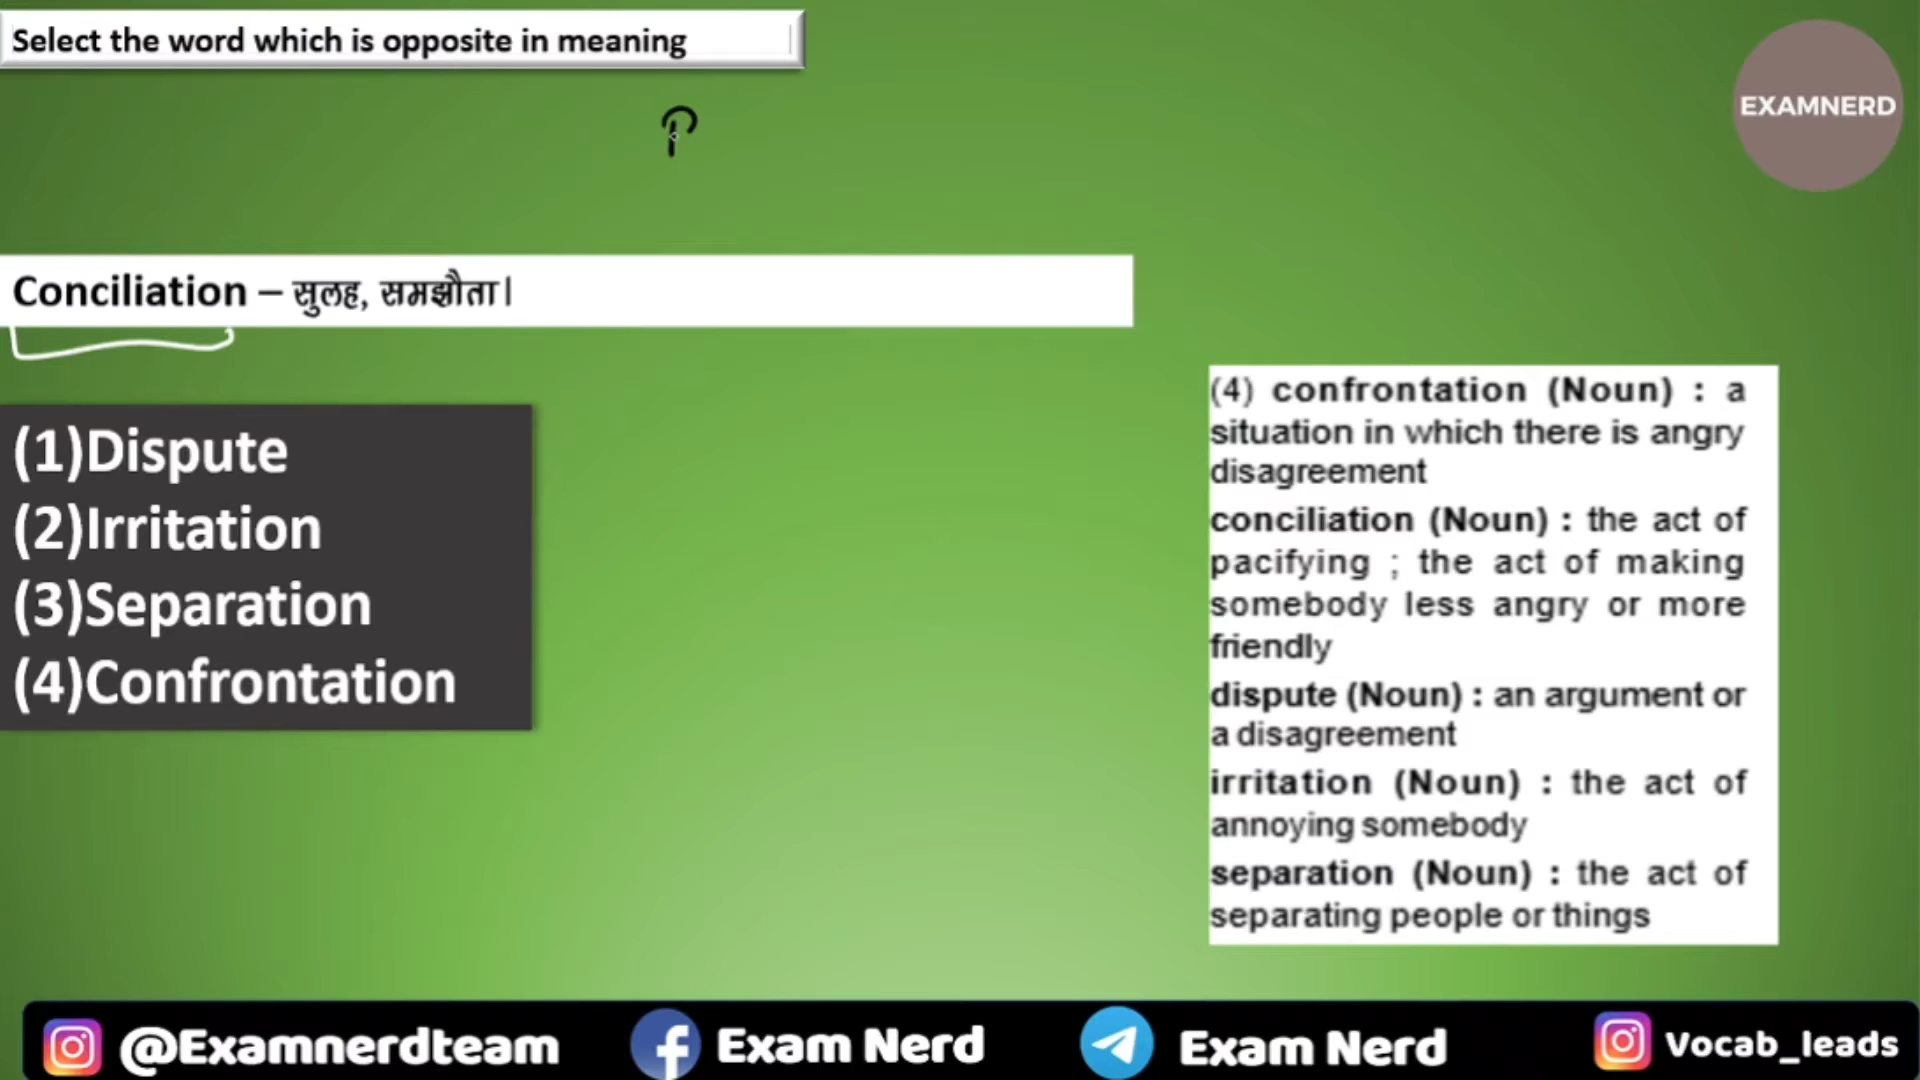 Select the word which is opposite in meaning
EXAMNERD
P
Conciliation – सुलह, समझौता।
(1)Dispute
(2)Irritation
(3)Separation
(4)Confrontation
(4) confrontation (Noun) : a
situation in which there is angry
disagreement
conciliation (Noun) : the act of
pacifying ; the act of making
somebody less angry or more
friendly
dispute (Noun) : an argument or
a disagreement
irritation (Noun) : the act of
annoying somebody
separation (Noun) : the act of
separating people or things
@Examnerdteam
Exam Nerd
Exam Nerd
Vocab_leads